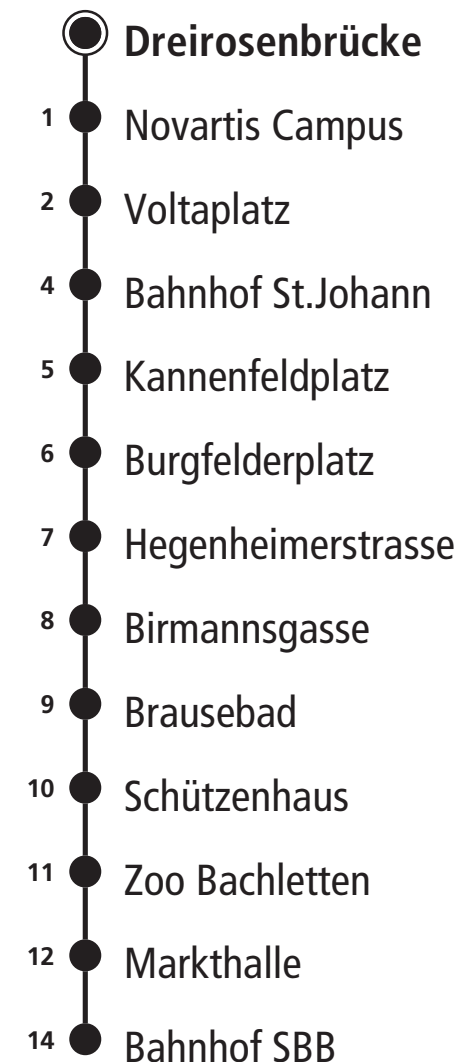 Dreirosenbrücke
1 Novartis Campus
2 Voltaplatz
4 Bahnhof St.Johann
5 Kannenfeldplatz
6 Burgfelderplatz
7 Hegenheimerstrasse
8 Birmannsgasse
9 Brausebad
10 Schützenhaus
11 Zoo Bachletten
12 Markthalle
14 Bahnhof SBB